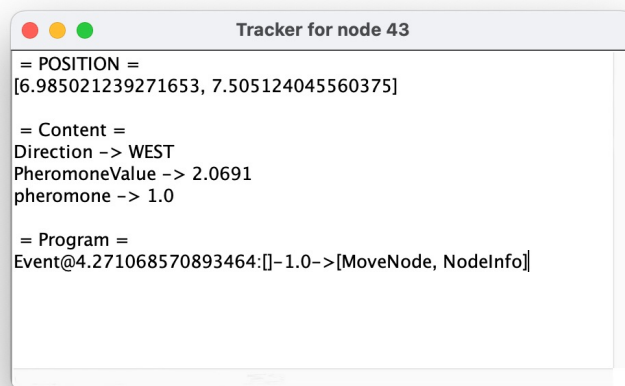 Tracker for node 43
= POSITION =
[6.985021239271653, 7.505124045560375]
= Content =
Direction -> WEST
PheromoneValue -> 2.0691
pheromone -> 1.0
= Program =
Event@4.271068570893464:[]-1.0->[MoveNode, NodeInfo]